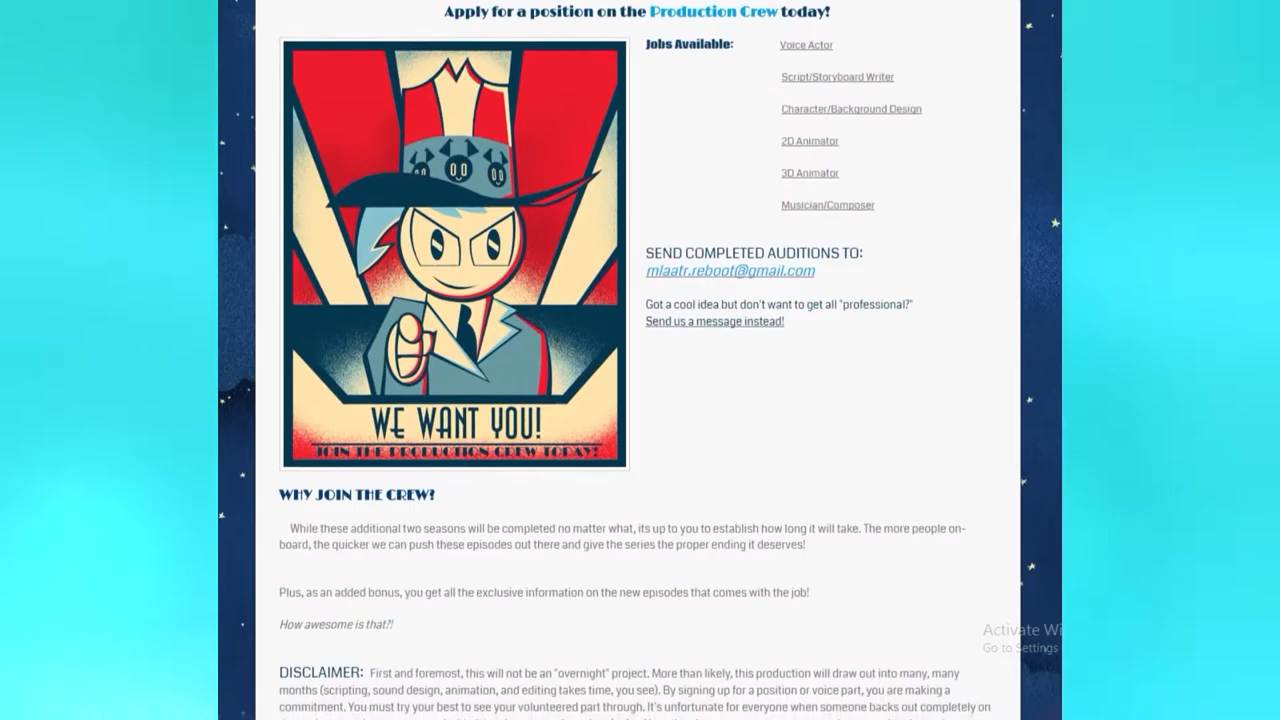 Apply for a position on the Production Crew today!
Jobs Available: Voice Actor
Script/Storyboard Writer
Character/Background Design
2D Animator
3D Animator
Musician/Composer
SEND COMPLETED AUDITIONS TO:
mlaatr.reboot@gmail.com
Got a cool idea but don't want to get all "professional?"
Send us a message instead!
WE WANT YOU!
JOIN THE PRODUCTION CREW TODAY!
WHY JOIN THE CREW?
While these additional two seasons will be completed no matter what, its up to you to establish how long it will take. The more people on-
board, the quicker we can push these episodes out there and give the series the proper ending it deserves!
Plus, as an added bonus, you get all the exclusive information on the new episodes that comes with the job!
How awesome is that?!
Activate Wi
Go to Settings
DISCLAIMER: First and foremost, this will not be an "overnight" project. More than likely, this production will draw out into many, many
months (scripting, sound design, animation, and editing takes time, you see). By signing up for a position or voice part, you are making a
commitment. You must try your best to see your volunteered part through. It's unfortunate for everyone when someone backs out completely on